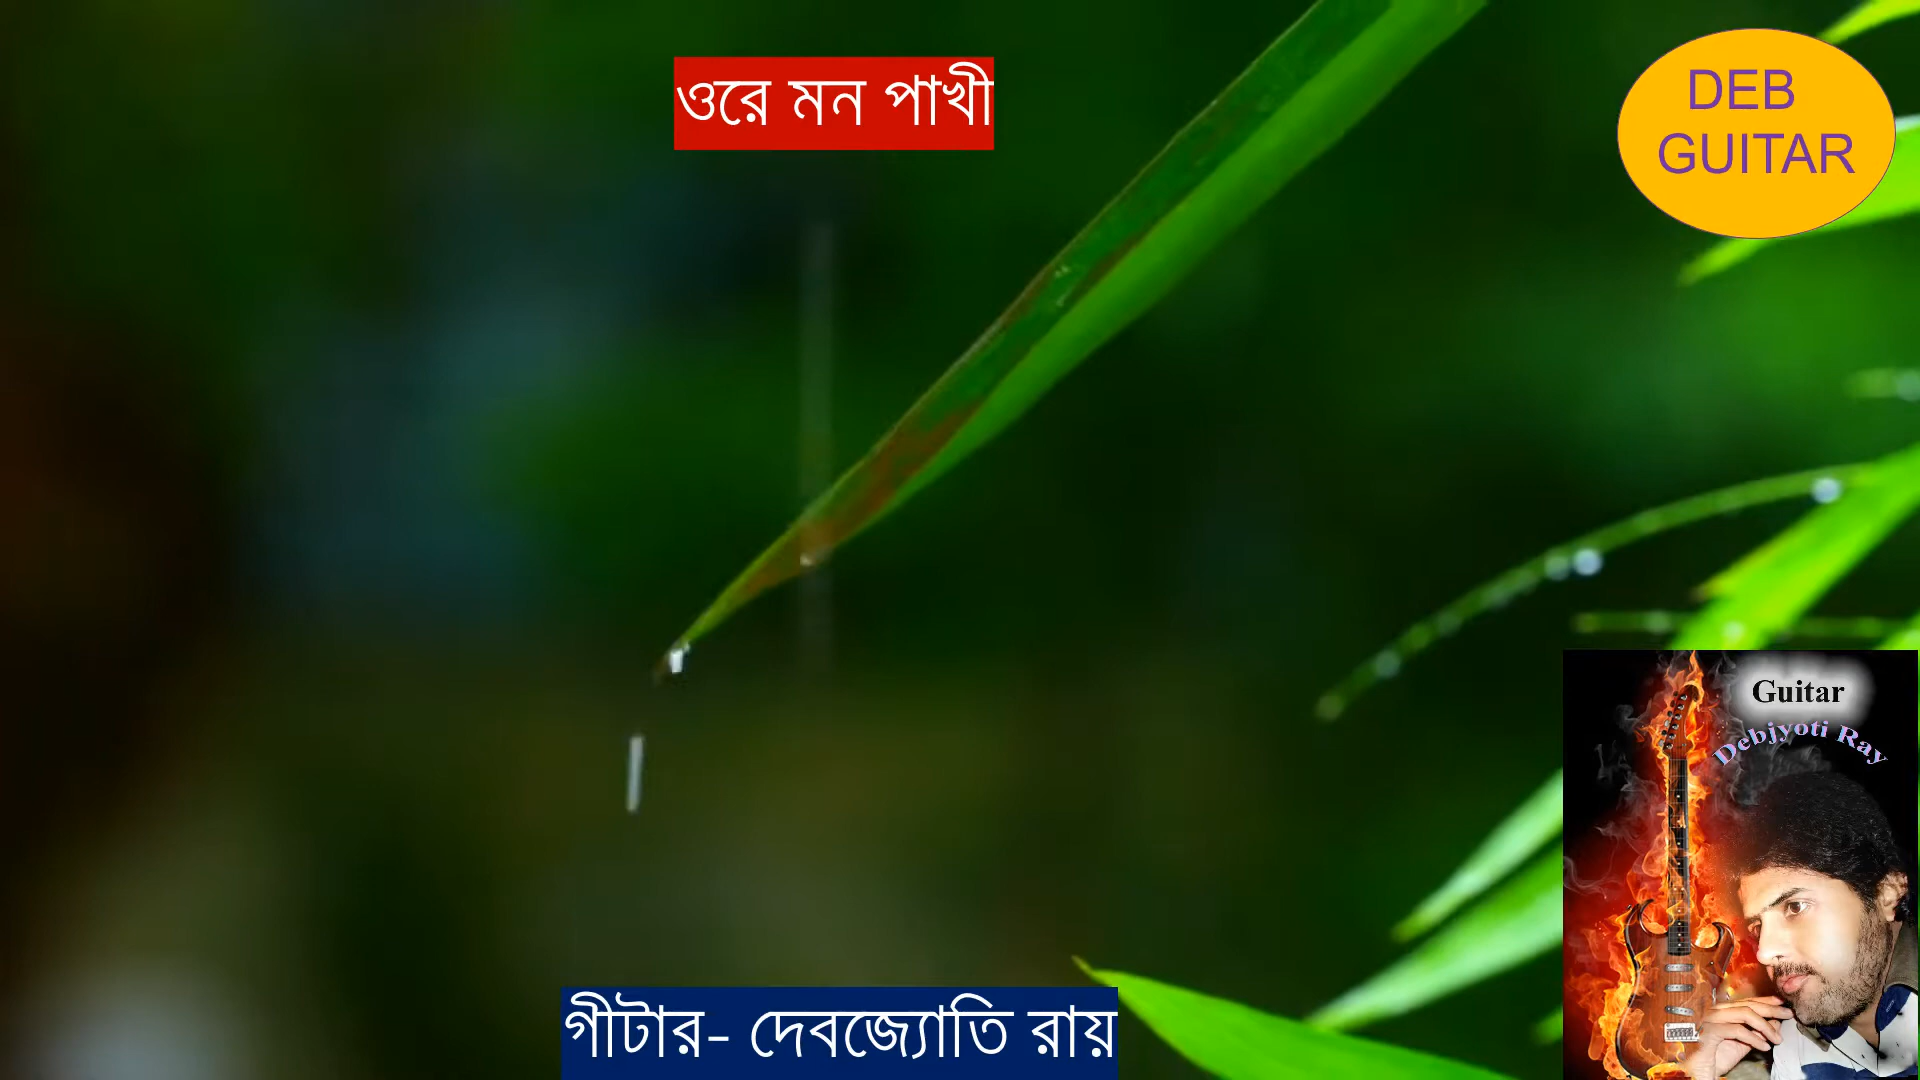 ওরে মন পাখী
DEB
GUITAR
Guitar
Debjyoti Ray
গীটার- দেবজ্যোতি রায়